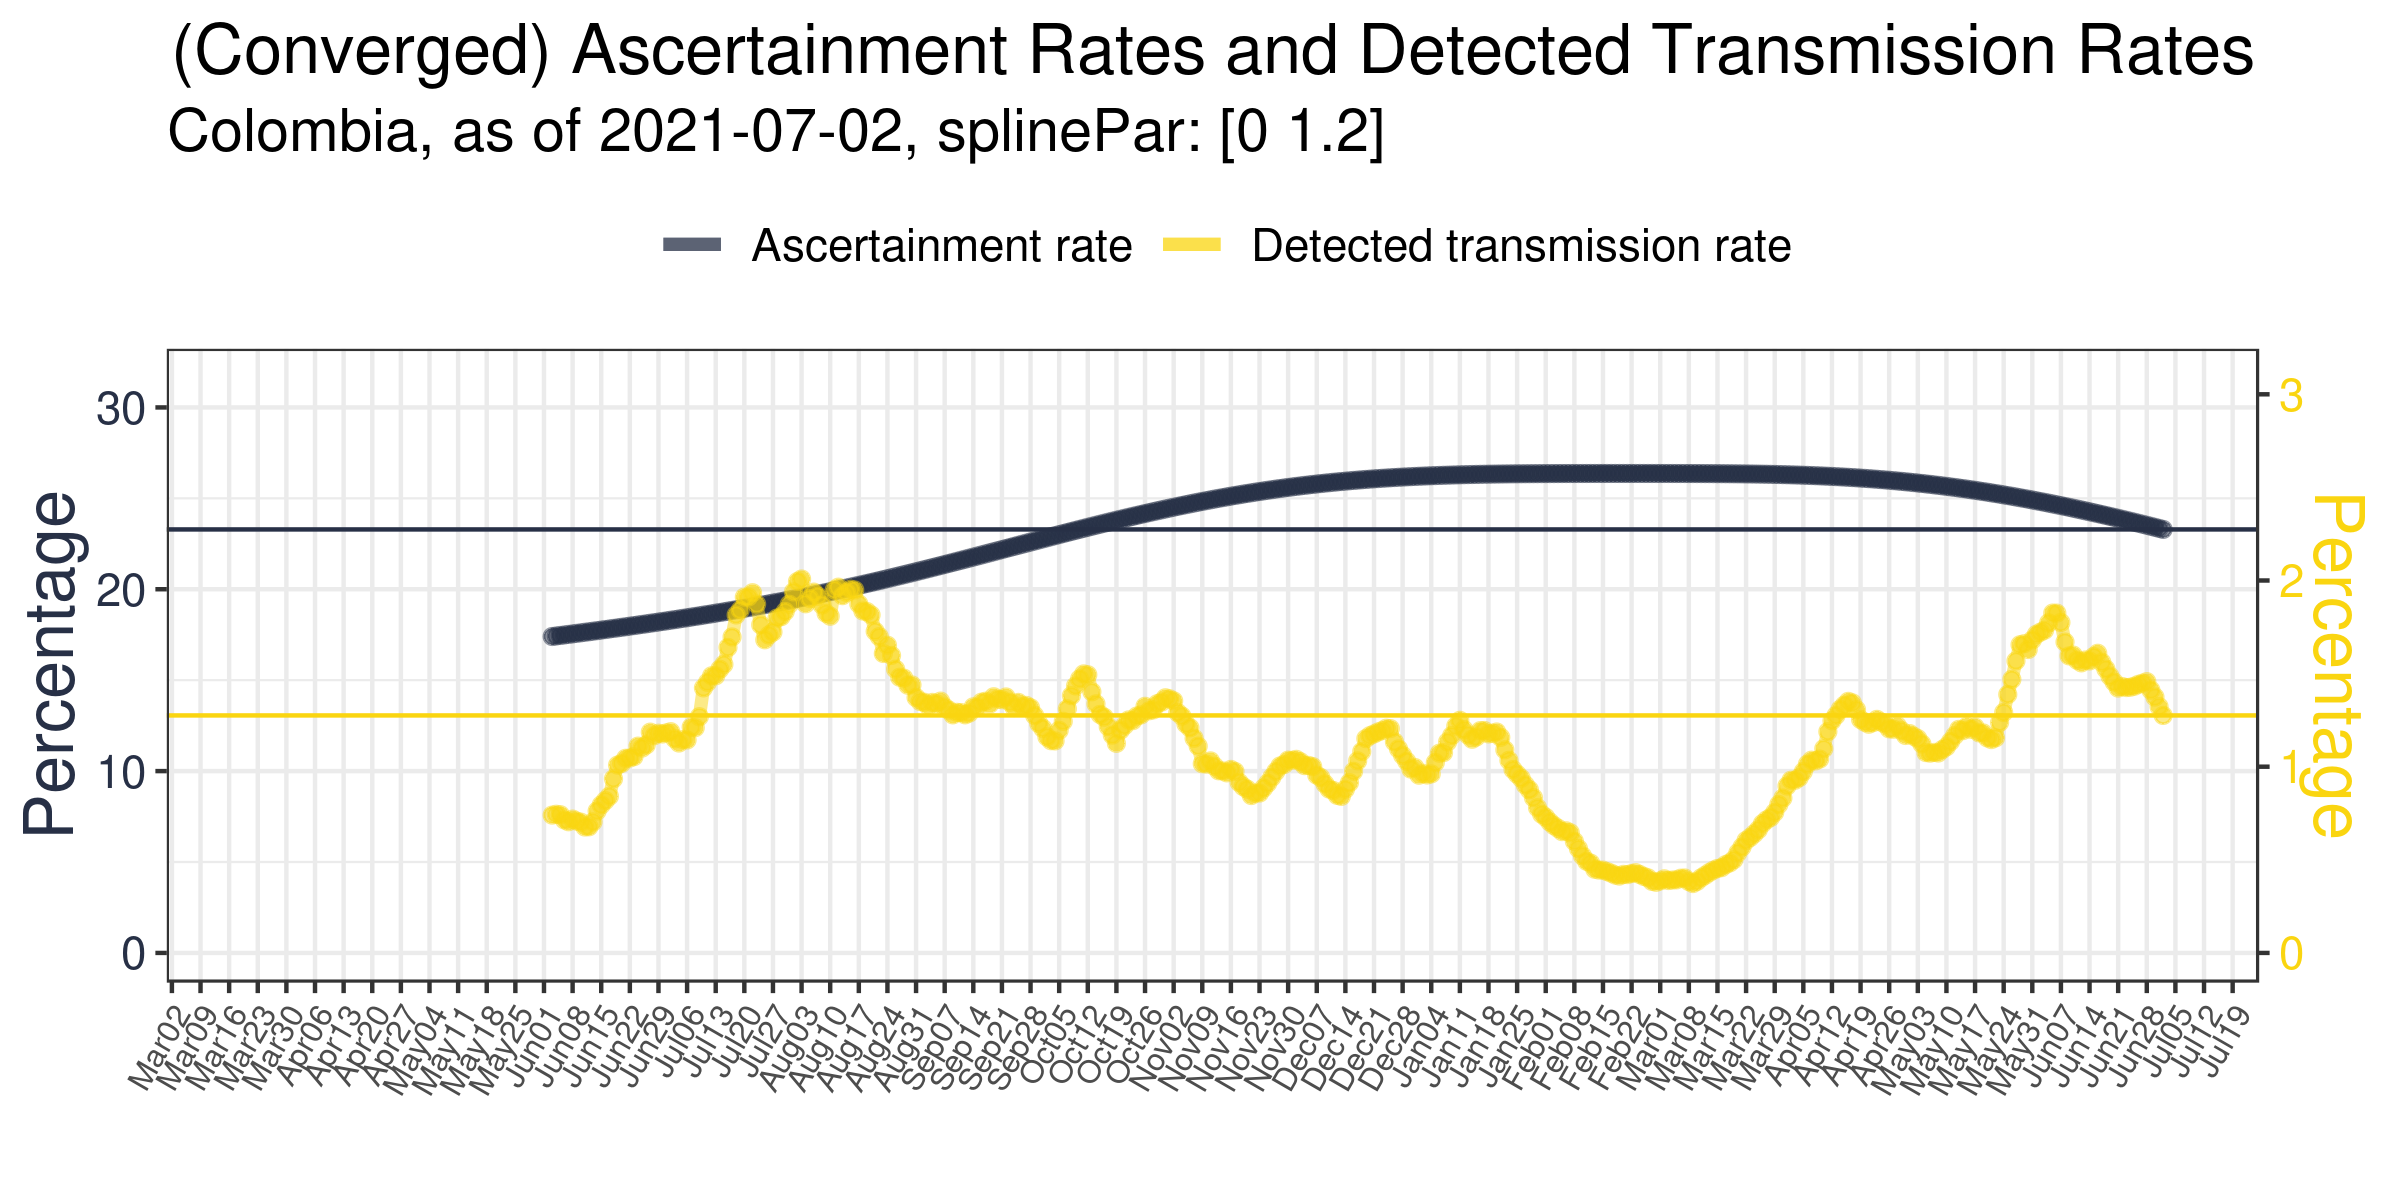 (Converged) Ascertainment Rates and Detected Transmission Rates
Colombia, as of 2021-07-02, splinePar: [0 1.2]
Ascertainment rate
Detected transmission rate
Percentage
30
20
10
0
3
2
1
0
Percentage
Mar02
Mar09
Mar16
Mar23
Mar30
Apr06
Apr13
Apr20
Apr27
May04
May11
May18
May25
Jun01
Jun08
Jun15
Jun22
Jun29
Jul06
Jul13
Jul20
Jul27
Aug03
Aug10
Aug17
Aug24
Aug31
Sep07
Sep14
Sep21
Sep28
Oct05
Oct12
Oct19
Oct26
Nov02
Nov09
Nov16
Nov23
Nov30
Dec07
Dec14
Dec21
Dec28
Jan04
Jan11
Jan18
Jan25
Feb01
Feb08
Feb15
Feb22
Mar01
Mar08
Mar15
Mar22
Mar29
Apr05
Apr12
Apr19
Apr26
May03
May10
May17
May24
May31
Jun07
Jun14
Jun21
Jun28
Jul05
Jul12
Jul19